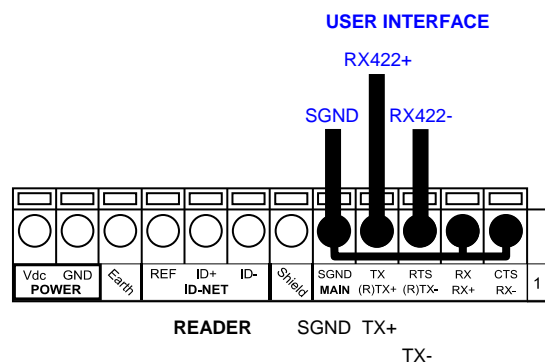 USER INTERFACE
RX422+
SGND RX422-
Vdc GND Earth REF ID+ ID- Shield SGND TX RTS RX CTS 1
POWER ID-NET MAIN (R)TX+ (R)TX- RX+ RX-
READER SGND TX+
TX-